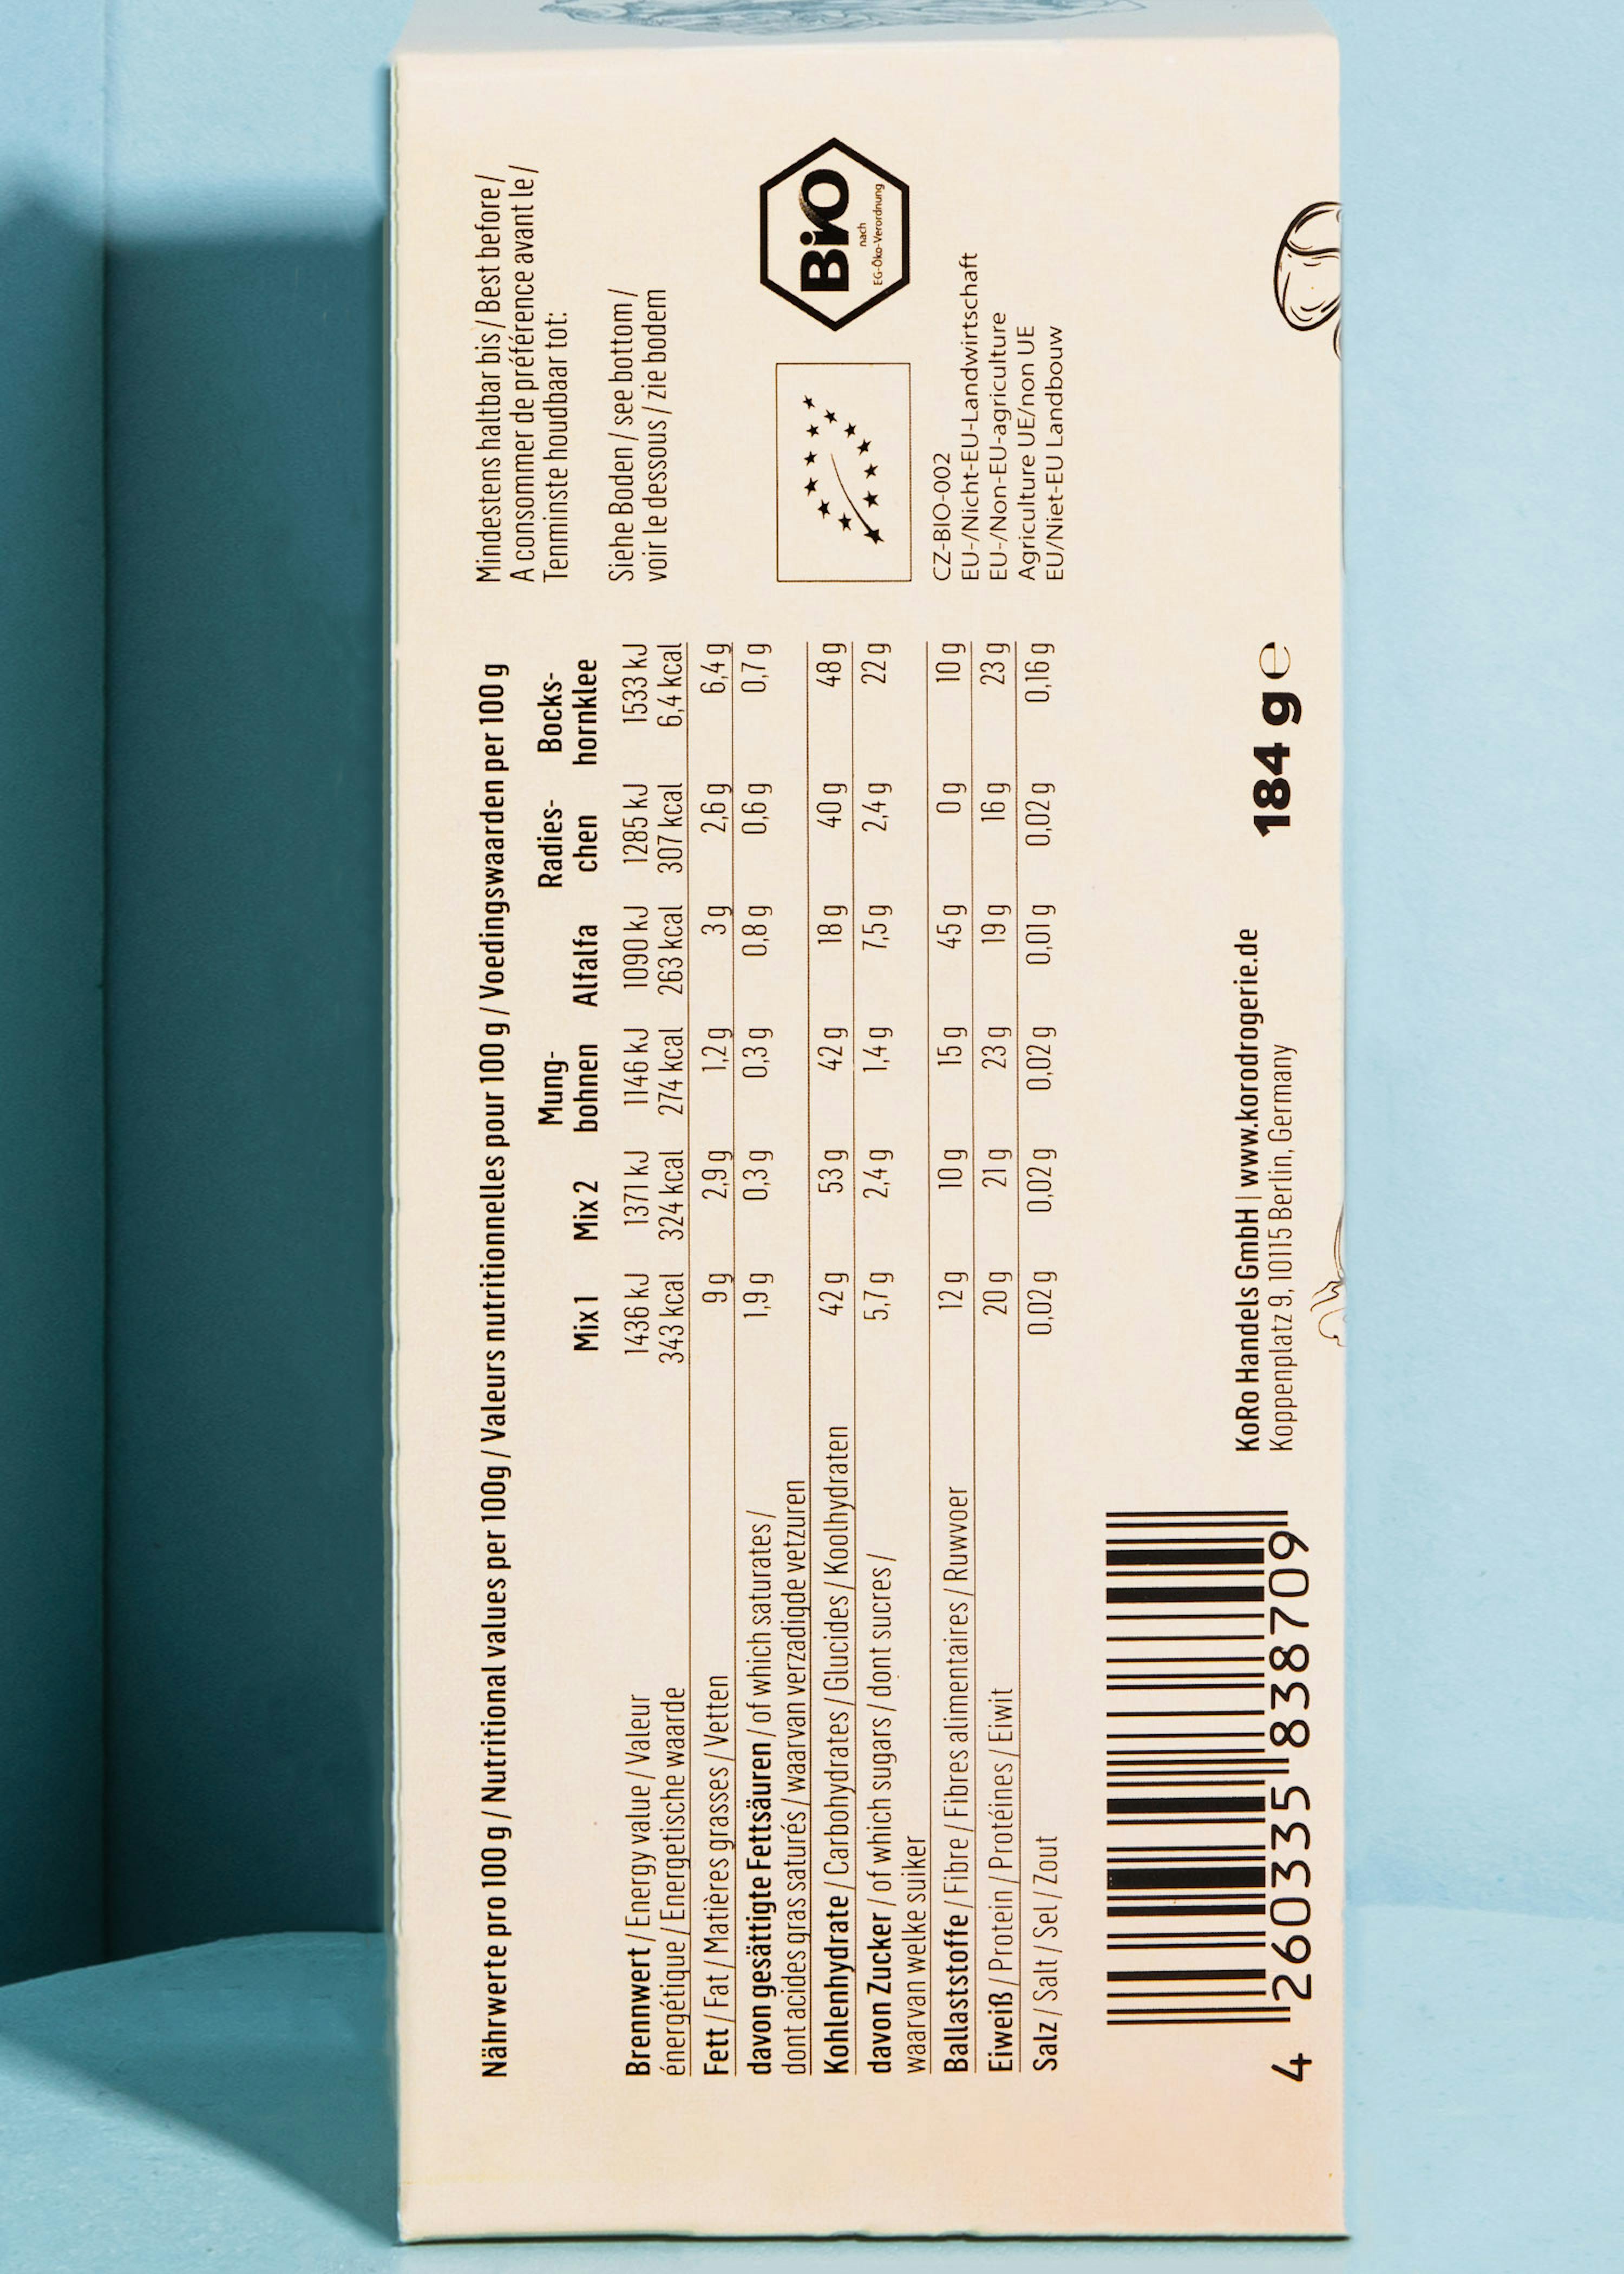 Nährwerte pro 100 g / Nutritional values per 100g / Valeurs nutritionnelles pour 100 g / Voedingswaarden per 100 g
Mix 1 Mix 2 Mung-bohnen Alfalfa Radies-chen Bocks-hornklee
Brennwert / Energy value / Valeur 1436 kJ 1371 kJ 1146 kJ 1090 kJ 1285 kJ 1533 kJ
énergétique / Energetische waarde 343 kcal 324 kcal 274 kcal 263 kcal 307 kcal 6,4 kcal
Fett / Fat / Matières grasses / Vetten 9 g 2,9 g 1,2 g 3 g 2,6 g 6,4 g
davon gesättigte Fettsäuren / of which saturates / 1,9 g 0,3 g 0,3 g 0,8 g 0,6 g 0,7 g
dont acides gras saturés / waarvan verzadigde vetzuren
Kohlenhydrate / Carbohydrates / Glucides / Koolhydraten 42 g 53 g 42 g 18 g 40 g 48 g
davon Zucker / of which sugars / dont sucres / 5,7 g 2,4 g 1,4 g 7,5 g 2,4 g 22 g
waarvan welke suiker
Ballaststoffe / Fibre / Fibres alimentaires / Ruwvoer 12 g 10 g 15 g 45 g 0 g 10 g
Eiweiß / Protein / Protéines / Eiwit 20 g 21 g 23 g 19 g 16 g 23 g
Salz / Salt / Sel / Zout 0,02 g 0,02 g 0,02 g 0,01 g 0,02 g 0,16 g
Mindestens haltbar bis / Best before /
A consommer de préférence avant le /
Tenminste houdbaar tot:
Siehe Boden / see bottom /
voir le dessous / zie bodem
Bio
nach
EG-Öko-Verordnung
CZ-BIO-002
EU-/Nicht-EU-Landwirtschaft
EU-/Non-EU-agriculture
Agriculture UE/non UE
EU/Niet-EU Landbouw
4 260335 838709
KoRo Handels GmbH | www.korodrogerie.de
Koppenplatz 9, 10115 Berlin, Germany
184 g e